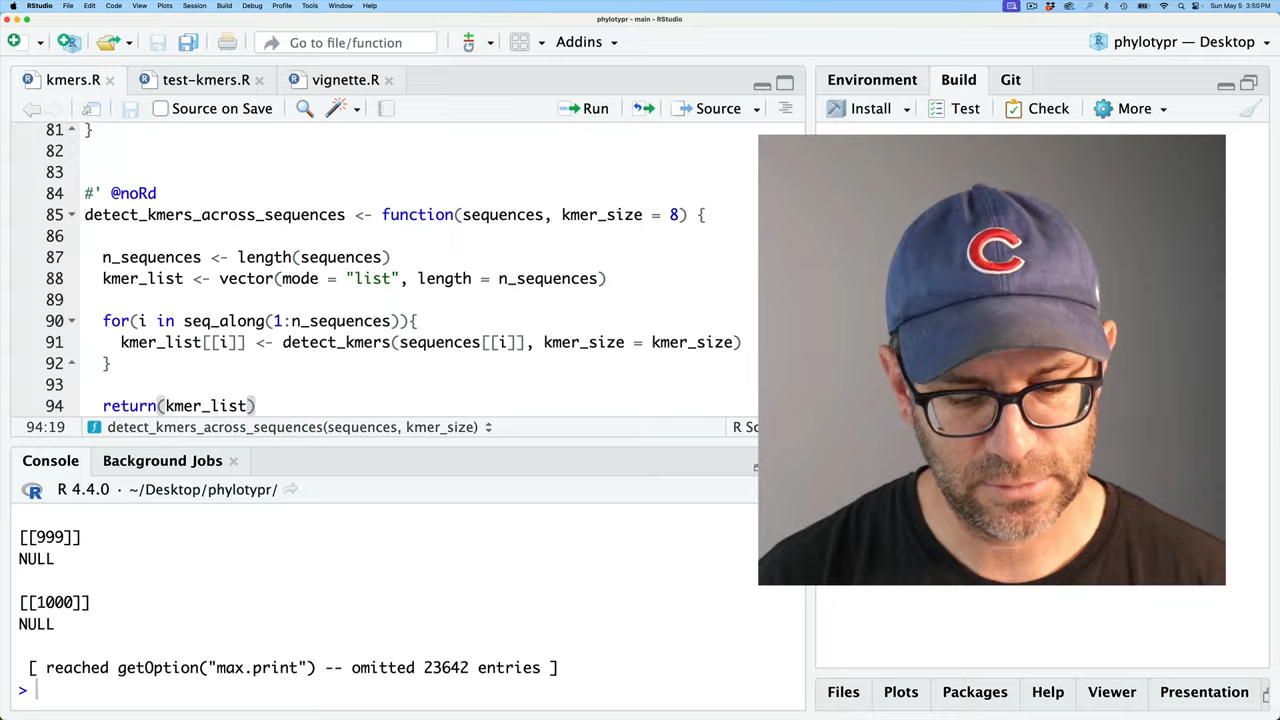 RStudio File Edit Code View Plots Session Build Debug Profile Tools Window Help Sun May 5 3:50 PM
phylotypr - main - RStudio
Go to file/function Addins phylotypr — Desktop
kmers.R test-kmers.R vignette.R
Source on Save Run Source
81 }
82
83
84 #' @noRd
85 detect_kmers_across_sequences <- function(sequences, kmer_size = 8) {
86
87 n_sequences <- length(sequences)
88 kmer_list <- vector(mode = "list", length = n_sequences)
89
90 for(i in seq_along(1:n_sequences)){
91 kmer_list[[i]] <- detect_kmers(sequences[[i]], kmer_size = kmer_size)
92 }
93
94 return(kmer_list)
94:19 detect_kmers_across_sequences(sequences, kmer_size) R Sc
Console Background Jobs
R 4.4.0 · ~/Desktop/phylotypr/
[[999]]
NULL
[[1000]]
NULL
[ reached getOption("max.print") -- omitted 23642 entries ]
>
Environment Build Git
Install Test Check More
C
Files Plots Packages Help Viewer Presentation